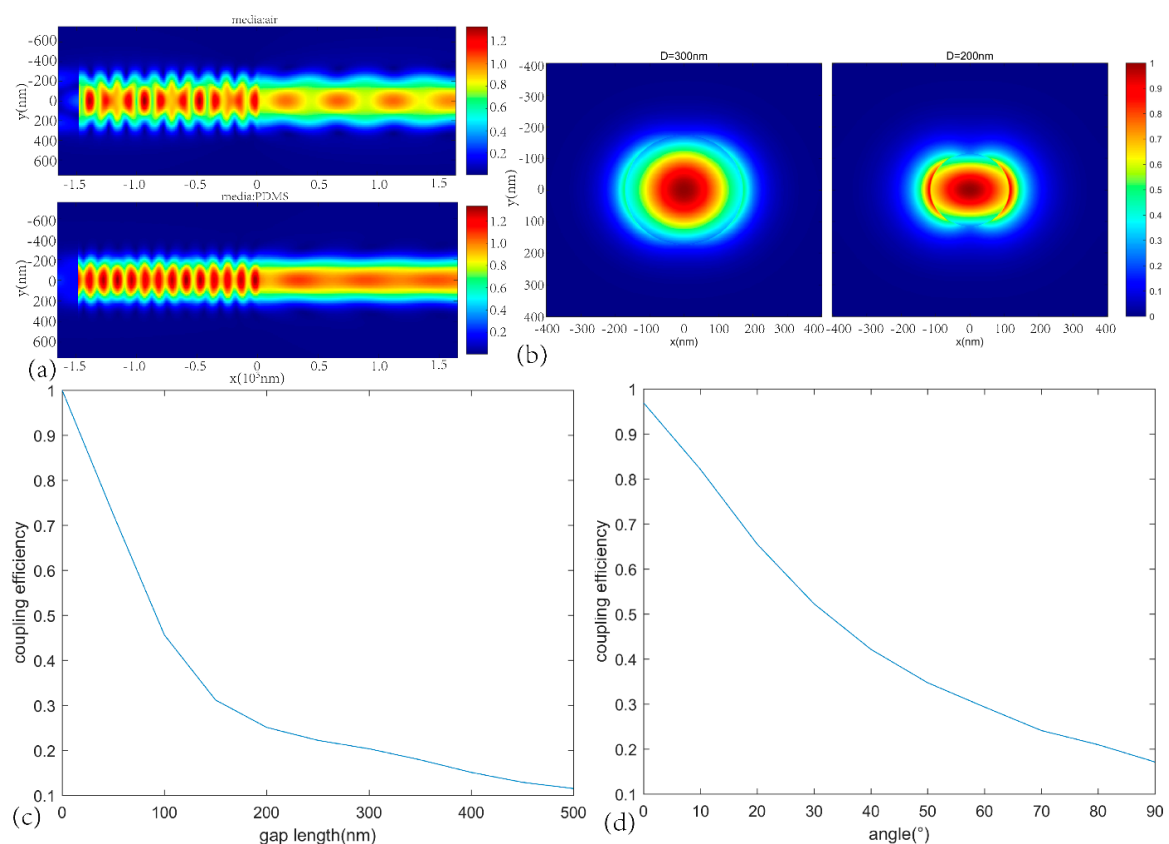 media:air
y(nm)
-600
-400
-200
0
200
400
600
-1.5 -1.0 -0.5 0 0.5 1.0 1.5
1.2
1.0
0.8
0.6
0.4
0.2
media:PDMS
y(nm)
-600
-400
-200
0
200
400
600
-1.5 -1.0 -0.5 0 0.5 1.0 1.5
x(10³nm)
1.2
1.0
0.8
0.6
0.4
0.2
(a)
D=300nm
y(nm)
-400
-300
-200
-100
0
100
200
300
400
-400 -300 -200 -100 0 100 200 300 400
x(nm)
D=200nm
-400 -300 -200 -100 0 100 200 300 400
x(nm)
1
0.9
0.8
0.7
0.6
0.5
0.4
0.3
0.2
0.1
0
(b)
coupling efficiency
1
0.9
0.8
0.7
0.6
0.5
0.4
0.3
0.2
0.1
0 100 200 300 400 500
gap length(nm)
(c)
coupling efficiency
1
0.9
0.8
0.7
0.6
0.5
0.4
0.3
0.2
0.1
0 10 20 30 40 50 60 70 80 90
angle(°)
(d)